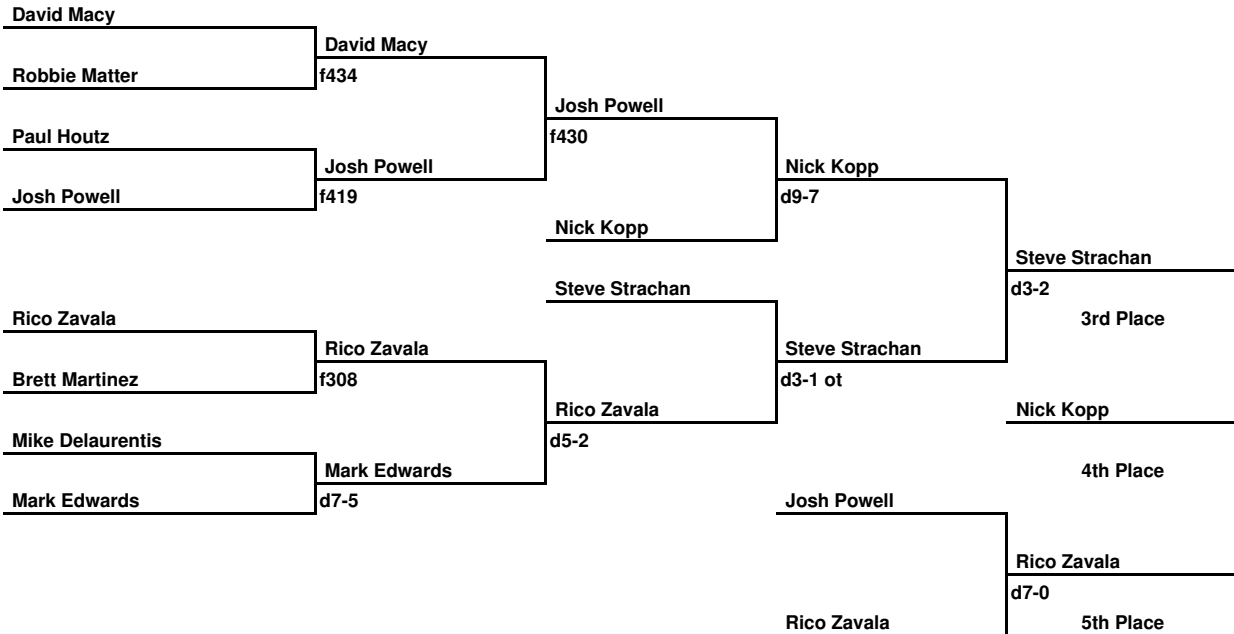 David Macy
David Macy
Robbie Matter
f434
Josh Powell
Paul Houtz
f430
Josh Powell
Nick Kopp
Josh Powell
f419
d9-7
Nick Kopp
Steve Strachan
Steve Strachan
d3-2
Rico Zavala
3rd Place
Rico Zavala
Steve Strachan
Brett Martinez
f308
d3-1 ot
Rico Zavala
Nick Kopp
Mike Delaurentis
d5-2
Mark Edwards
4th Place
Mark Edwards
d7-5
Josh Powell
Rico Zavala
d7-0
Rico Zavala
5th Place